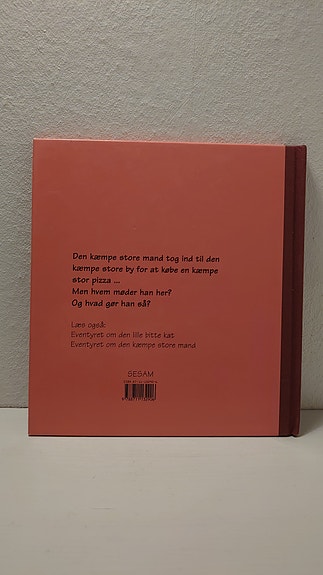 Den kæmpe store mand tog ind til den
kæmpe store by for at købe en kæmpe
stor pizza ...
Men hvem møder han her?
Og hvad gør han så?
Læs også:
Eventyret om den lille bitte kat
Eventyret om den kæmpe store mand
SESAM